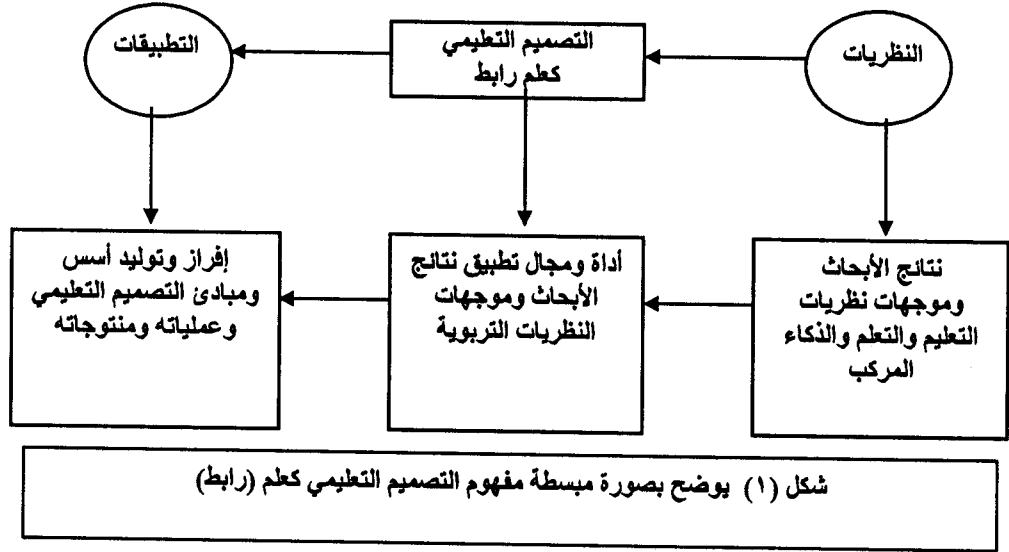 النظريات
التصميم التعليمي
كعلم رابط
التطبيقات
نتائج الأبحاث
وموجهات نظريات
التعليم والتعلم والذكاء
المركب
أداة ومجال تطبيق نتائج
الأبحاث وموجهات
النظريات التربوية
إفراز وتوليد أسس
ومبادئ التصميم التعليمي
وعملياته ومنتوجاته
شكل (١) يوضح بصورة مبسطة مفهوم التصميم التعليمي كعلم (رابط)